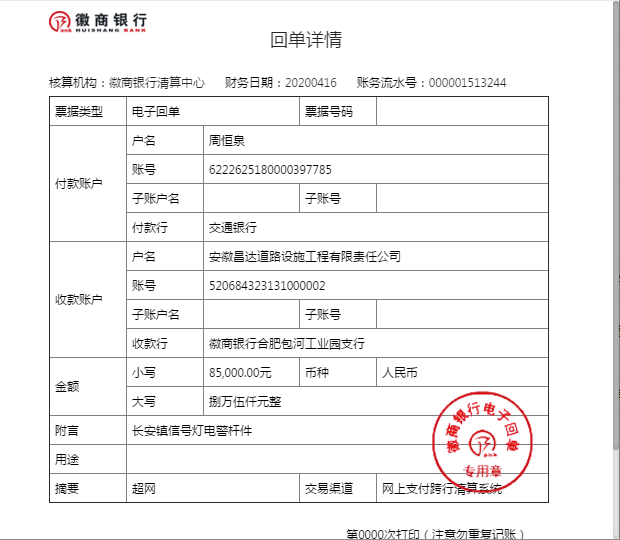 徽商银行
HUISHANG BANK
回单详情
核算机构：徽商银行清算中心 财务日期：20200416 账务流水号：000001513244
票据类型 电子回单 票据号码
付款账户
户名 周恒泉
账号 6222625180000397785
子账户名 子账号
付款行 交通银行
收款账户
户名 安徽昌达道路设施工程有限责任公司
账号 520684323131000002
子账户名 子账号
收款行 徽商银行合肥包河工业园支行
金额
小写 85,000.00元 币种 人民币
大写 捌万伍仟元整
附言 长安镇信号灯电警杆件
用途
摘要 超网 交易渠道 网上支付跨行清算系统
徽商银行电子回单
Bank
专用章
第0000次打印（注意勿重复记账）